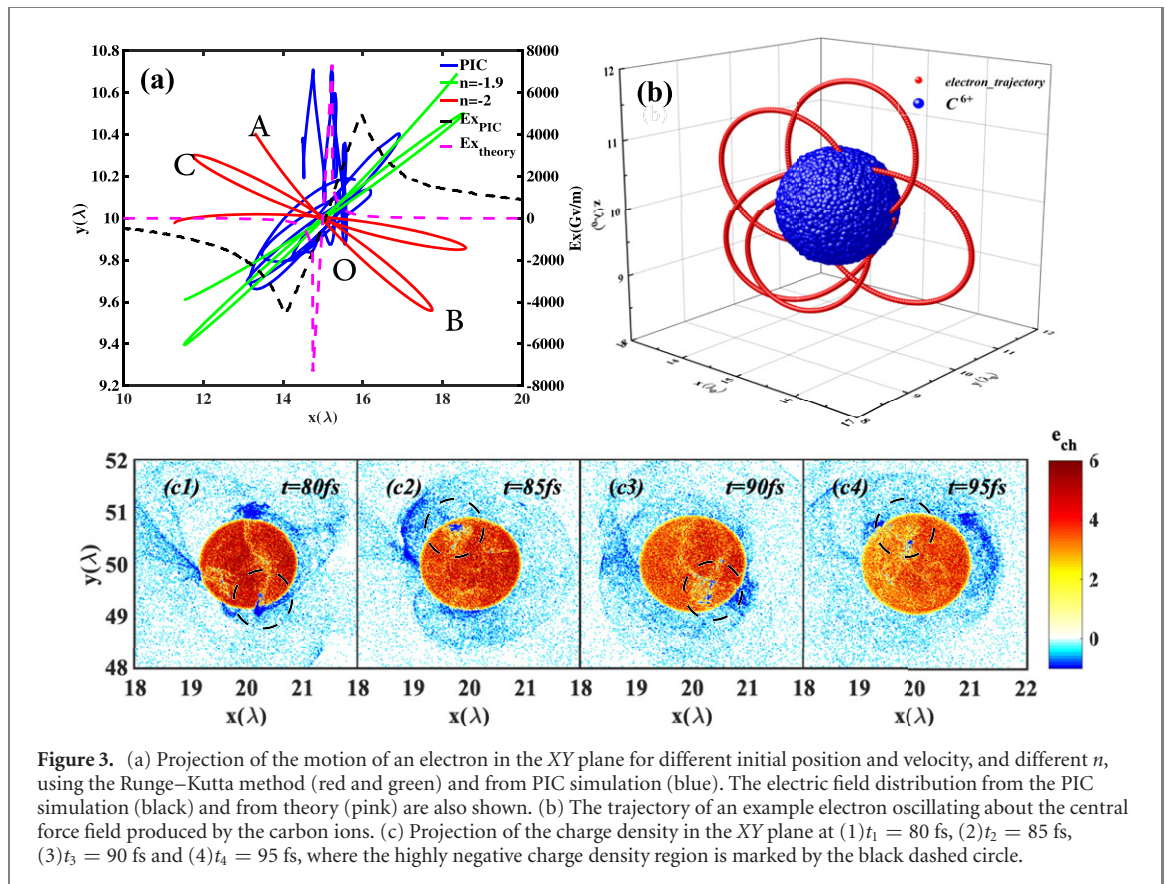 (a)
PIC
n=-1.9
n=-2
Ex_PIC
Ex_theory
A
C
O
B
10.8
10.6
10.4
10.2
10
9.8
9.6
9.4
9.2
y(λ)
10 12 14 16 18 20
x(λ)
8000
6000
4000
2000
0
-2000
-4000
-6000
-8000
Ex(Gv/m)
(b)
(b)
electron_trajectory
C6+
12
11
10
9
14
17
8
9
10
11
12
e_ch
52
51
50
49
48
y(λ)
(c1) t=80fs
(c2) t=85fs
(c3) t=90fs
(c4) t=95fs
18 19 20 21 18 19 20 21 18 19 20 21 18 19 20 21 22
x(λ) x(λ) x(λ) x(λ)
6
4
2
0
Figure 3. (a) Projection of the motion of an electron in the XY plane for different initial position and velocity, and different n,
using the Runge–Kutta method (red and green) and from PIC simulation (blue). The electric field distribution from the PIC
simulation (black) and from theory (pink) are also shown. (b) The trajectory of an example electron oscillating about the central
force field produced by the carbon ions. (c) Projection of the charge density in the XY plane at (1)t₁ = 80 fs, (2)t₂ = 85 fs,
(3)t₃ = 90 fs and (4)t₄ = 95 fs, where the highly negative charge density region is marked by the black dashed circle.